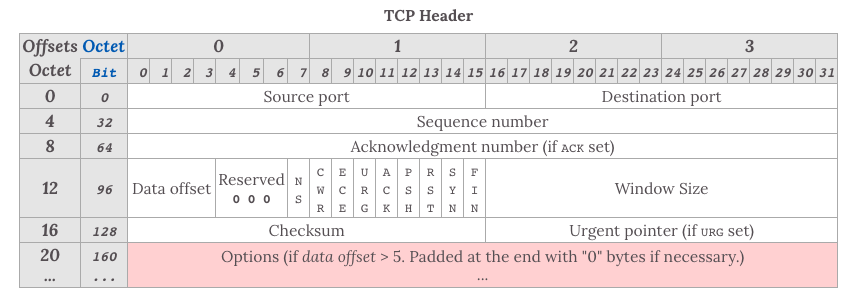 TCP Header
Offsets Octet 0 1 2 3
Octet Bit 0 1 2 3 4 5 6 7 8 9 10 11 12 13 14 15 16 17 18 19 20 21 22 23 24 25 26 27 28 29 30 31
0 0 Source port Destination port
4 32 Sequence number
8 64 Acknowledgment number (if ACK set)
12 96 Data offset Reserved 0 0 0 NS CWR ECE URG ACK PSH RST SYN FIN Window Size
16 128 Checksum Urgent pointer (if URG set)
20 160 Options (if data offset > 5. Padded at the end with "0" bytes if necessary.)
... ... ...